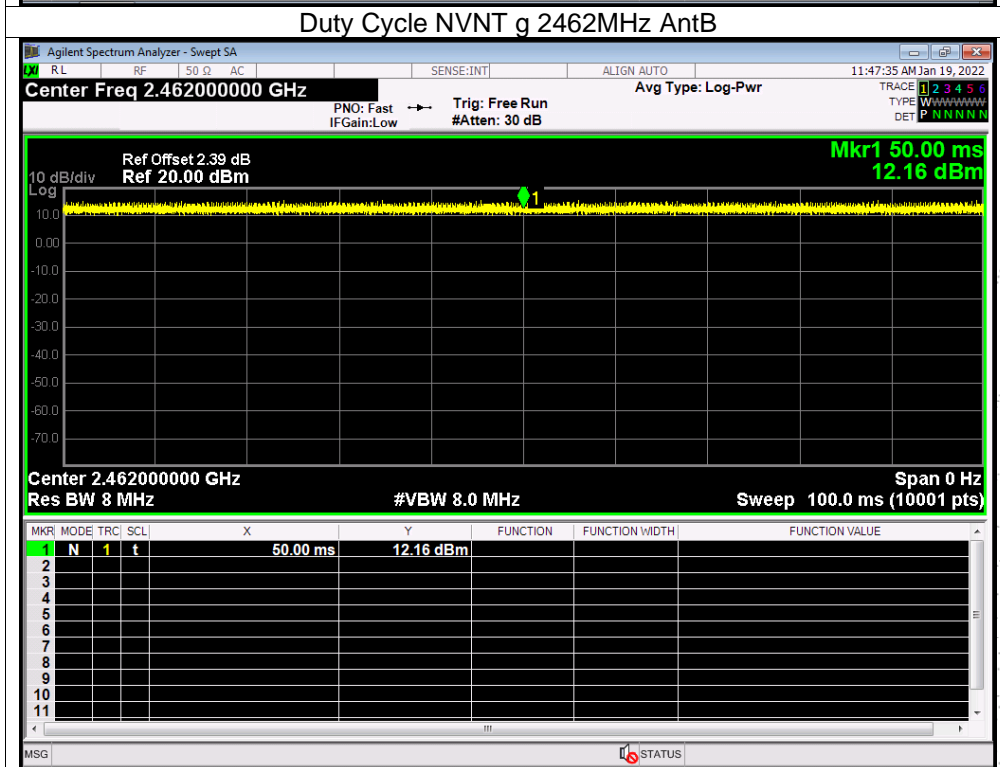 Duty Cycle NVNT g 2462MHz AntB
Agilent Spectrum Analyzer - Swept SA
LXI RL RF 50 Ω AC SENSE:INT ALIGN AUTO 11:47:35 AM Jan 19, 2022
Center Freq 2.462000000 GHz Avg Type: Log-Pwr TRACE 1 2 3 4 5 6
PNO: Fast Trig: Free Run TYPE WWWWWW
IFGain:Low #Atten: 30 dB DET P N N N N N
Mkr1 50.00 ms
Ref Offset 2.39 dB
10 dB/div Ref 20.00 dBm 12.16 dBm
Log
1
10.0
0.00
-10.0
-20.0
-30.0
-40.0
-50.0
-60.0
-70.0
Center 2.462000000 GHz Span 0 Hz
Res BW 8 MHz #VBW 8.0 MHz Sweep 100.0 ms (10001 pts)
MKR MODE TRC SCL X Y FUNCTION FUNCTION WIDTH FUNCTION VALUE
1 N 1 t 50.00 ms 12.16 dBm
2
3
4
5
6
7
8
9
10
11
MSG STATUS